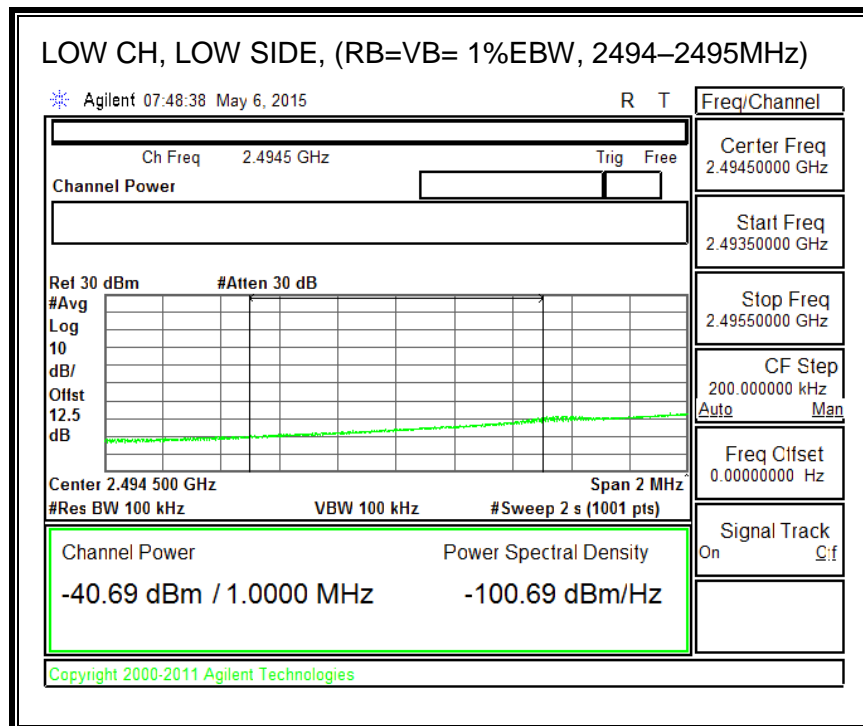 LOW CH, LOW SIDE, (RB=VB= 1%EBW, 2494–2495MHz)
Agilent 07:48:38 May 6, 2015 R T
Freq/Channel
Ch Freq 2.4945 GHz Trig Free
Channel Power
Center Freq
2.49450000 GHz
Start Freq
2.49350000 GHz
Stop Freq
2.49550000 GHz
CF Step
200.000000 kHz
Auto Man
Freq Offset
0.00000000 Hz
Signal Track
On Off
Ref 30 dBm #Atten 30 dB
#Avg
Log
10
dB/
Offst
12.5
dB
Center 2.494 500 GHz Span 2 MHz
#Res BW 100 kHz VBW 100 kHz #Sweep 2 s (1001 pts)
Channel Power Power Spectral Density
-40.69 dBm / 1.0000 MHz -100.69 dBm/Hz
Copyright 2000-2011 Agilent Technologies